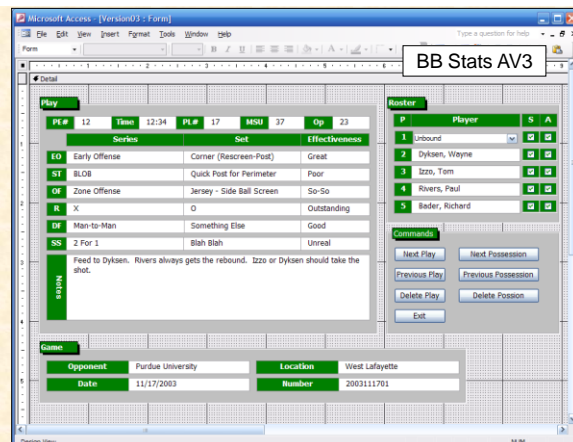 Microsoft Access - [Version03 : Form]
File Edit View Insert Format Tools Window Help Type a question for help
Form
BB Stats AV3
Detail
Play
PE# 12 Time 12:34 PL# 17 MSU 37 Op 23
Series Set Effectiveness
EO Early Offense Corner (Rescreen-Post) Great
ST BLOB Quick Post for Perimeter Poor
OF Zone Offense Jersey - Side Ball Screen So-So
R X O Outstanding
DF Man-to-Man Something Else Good
SS 2 For 1 Blah Blah Unreal
Notes
Feed to Dyksen. Rivers always gets the rebound. Izzo or Dyksen should take the
shot.
Roster
P Player S A
1 Unbound
2 Dyksen, Wayne
3 Izzo, Tom
4 Rivers, Paul
5 Bader, Richard
Commands
Next Play Next Possession
Previous Play Previous Possession
Delete Play Delete Possion
Exit
Game
Opponent Purdue University Location West Lafayette
Date 11/17/2003 Number 2003111701
Design View